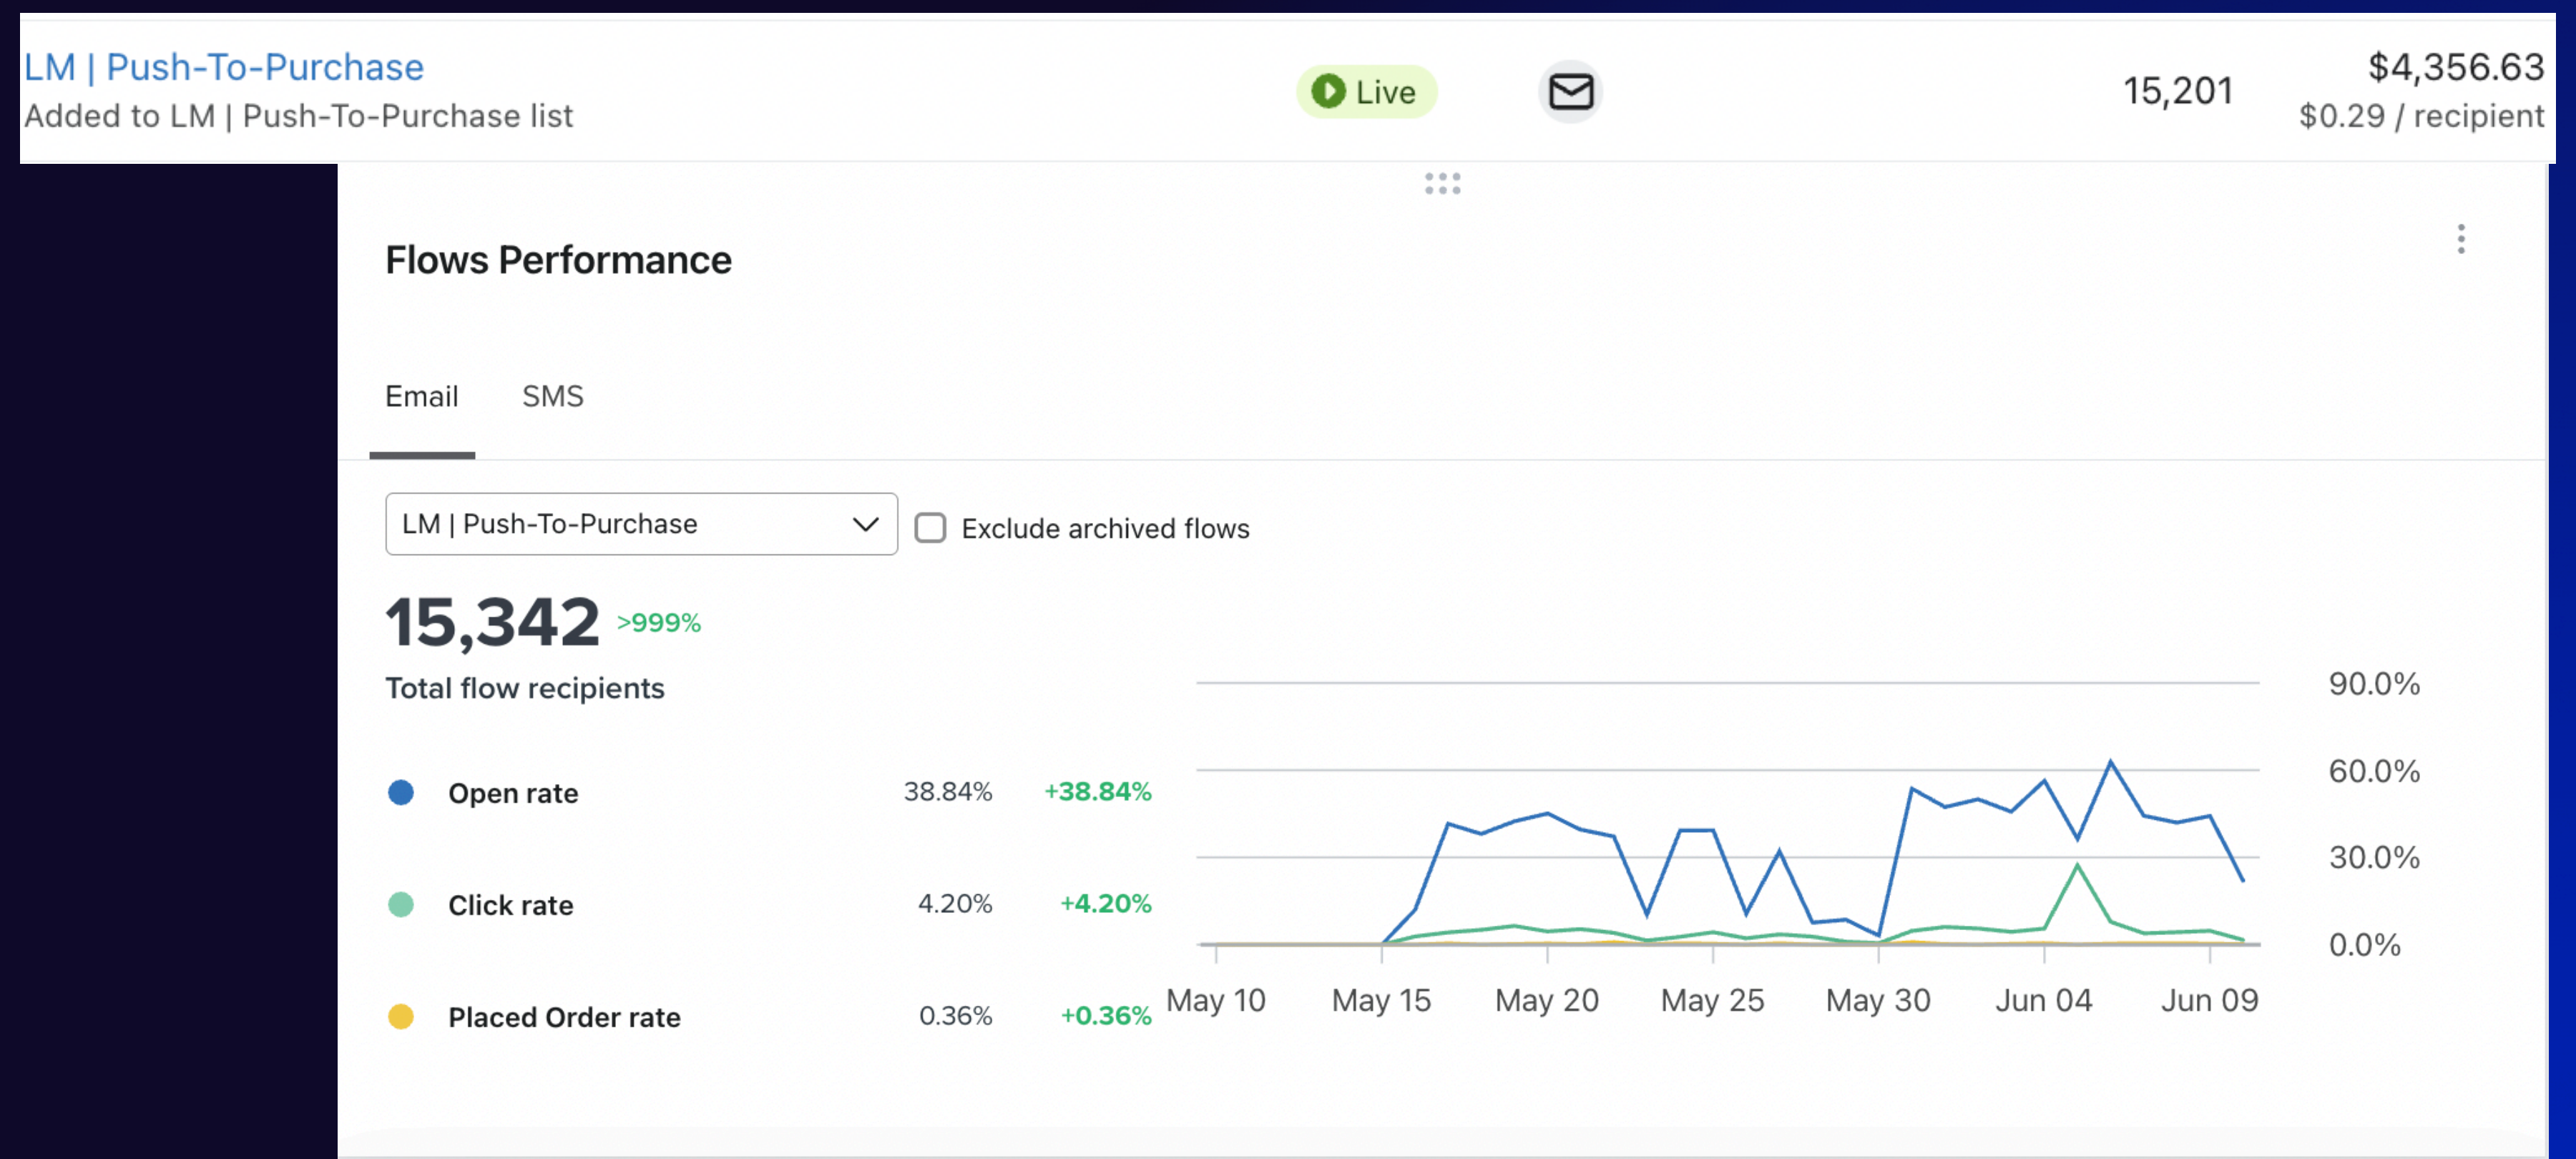 LM | Push-To-Purchase
Added to LM | Push-To-Purchase list
Live
15,201
$4,356.63
$0.29 / recipient
Flows Performance
Email SMS
LM | Push-To-Purchase
Exclude archived flows
15,342 >999%
Total flow recipients
Open rate 38.84% +38.84%
Click rate 4.20% +4.20%
Placed Order rate 0.36% +0.36%
90.0%
60.0%
30.0%
0.0%
May 10 May 15 May 20 May 25 May 30 Jun 04 Jun 09